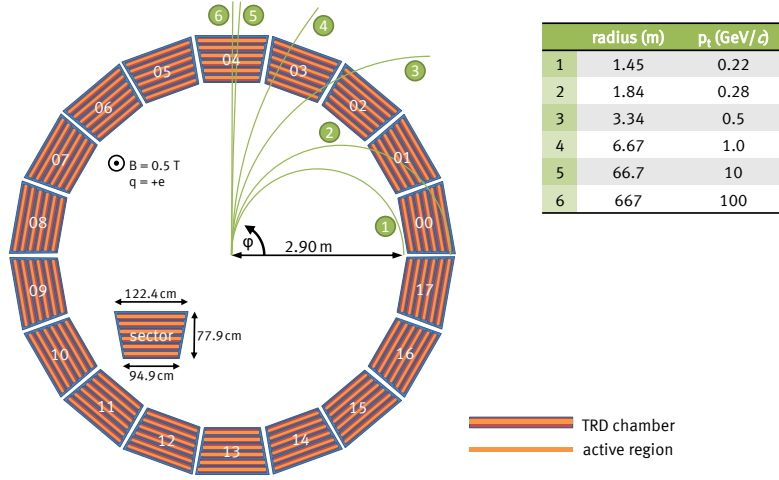 6
5
4
3
2
1
04
05
03
06
02
07
01
08
00
09
17
10
16
11
15
12
14
13
B = 0.5 T
q = +e
φ
2.90 m
122.4 cm
sector
77.9 cm
94.9 cm
radius (m) pt (GeV/c)
1 1.45 0.22
2 1.84 0.28
3 3.34 0.5
4 6.67 1.0
5 66.7 10
6 667 100
TRD chamber
active region